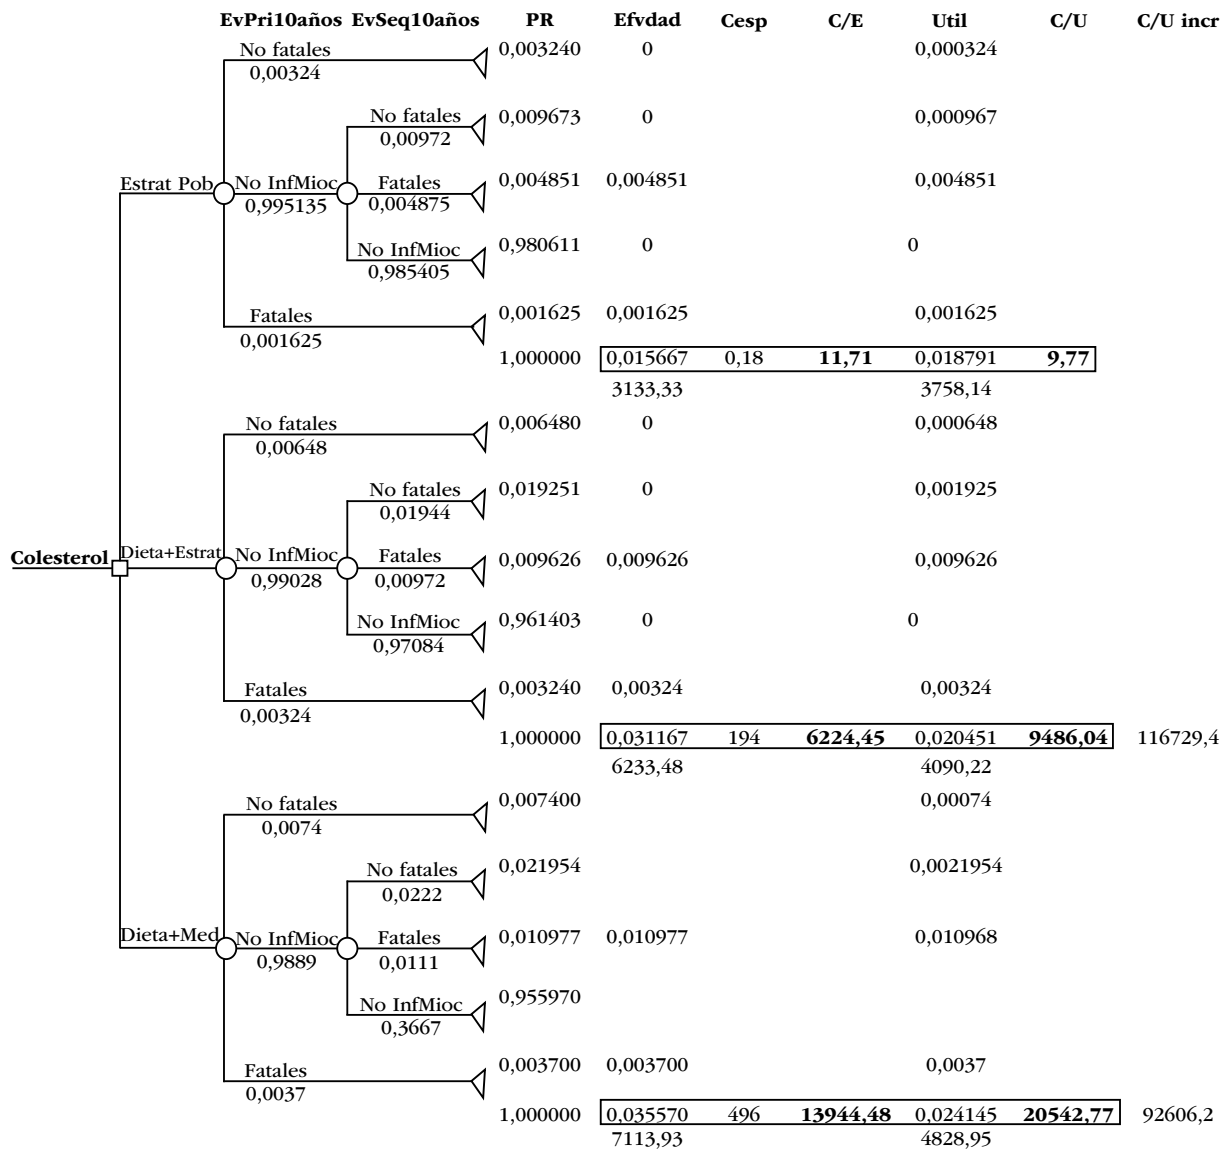 EvPri10años EvSeq10años PR Efvdad Cesp C/E Util C/U C/U incr
No fatales 0,003240 0 0,000324
0,00324
No fatales 0,009673 0 0,000967
0,00972
Estrat Pob No InfMioc Fatales 0,004851 0,004851 0,004851
0,995135 0,004875
No InfMioc 0,980611 0 0
0,985405
Fatales 0,001625 0,001625 0,001625
0,001625
1,000000 0,015667 0,18 11,71 0,018791 9,77
3133,33 3758,14
No fatales 0,006480 0 0,000648
0,00648
No fatales 0,019251 0 0,001925
0,01944
Colesterol Dieta+Estrat No InfMioc Fatales 0,009626 0,009626 0,009626
0,99028 0,00972
No InfMioc 0,961403 0 0
0,97084
Fatales 0,003240 0,00324 0,00324
0,00324
1,000000 0,031167 194 6224,45 0,020451 9486,04 116729,4
6233,48 4090,22
No fatales 0,007400 0,00074
0,0074
No fatales 0,021954 0,0021954
0,0222
Dieta+Med No InfMioc Fatales 0,010977 0,010977 0,010968
0,9889 0,0111
No InfMioc 0,955970
0,3667
Fatales 0,003700 0,003700 0,0037
0,0037
1,000000 0,035570 496 13944,48 0,024145 20542,77 92606,2
7113,93 4828,95